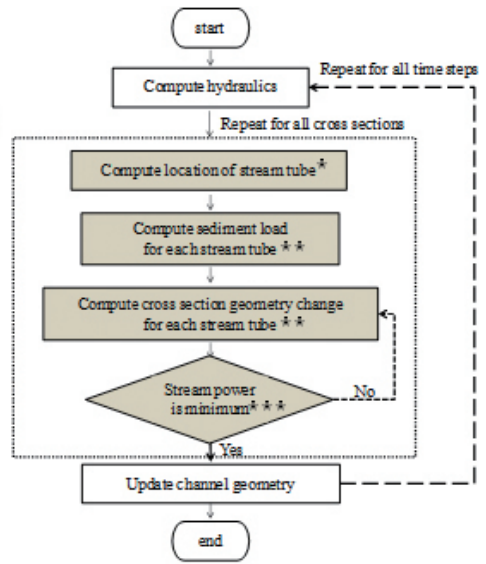 start
Repeat for all time steps
Compute hydraulics
Repeat for all cross sections
Compute location of stream tube*
Compute sediment load
for each stream tube**
Compute cross section geometry change
for each stream tube**
Stream power
is minimum***
No
Yes
Update channel geometry
end